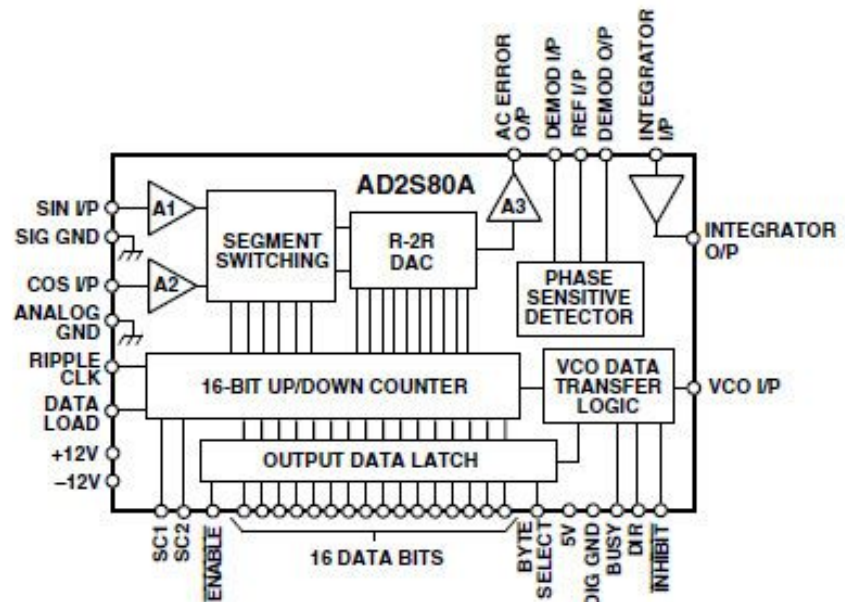 AC ERROR
O/P
DEMOD I/P
REF I/P
DEMOD O/P
INTEGRATOR
I/P
AD2S80A
SIN I/P
A1
A3
SIG GND
SEGMENT
SWITCHING
R-2R
DAC
INTEGRATOR
O/P
COS I/P
A2
PHASE
SENSITIVE
DETECTOR
ANALOG
GND
RIPPLE
CLK
16-BIT UP/DOWN COUNTER
VCO DATA
TRANSFER
LOGIC
VCO I/P
DATA
LOAD
+12V
–12V
OUTPUT DATA LATCH
SC1
SC2
ENABLE
16 DATA BITS
BYTE
SELECT
5V
DIG GND
BUSY
DIR
INHIBIT